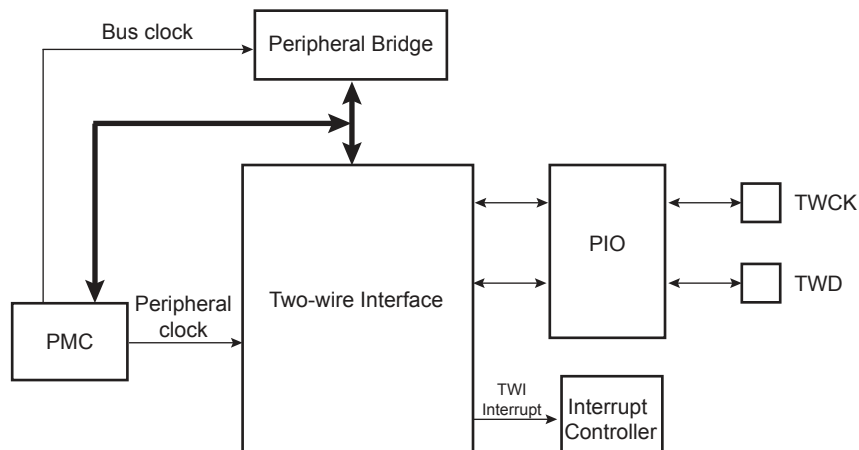 Bus clock
Peripheral Bridge
TWCK
PIO
TWD
Two-wire Interface
Peripheral
clock
PMC
TWI
Interrupt
Interrupt
Controller